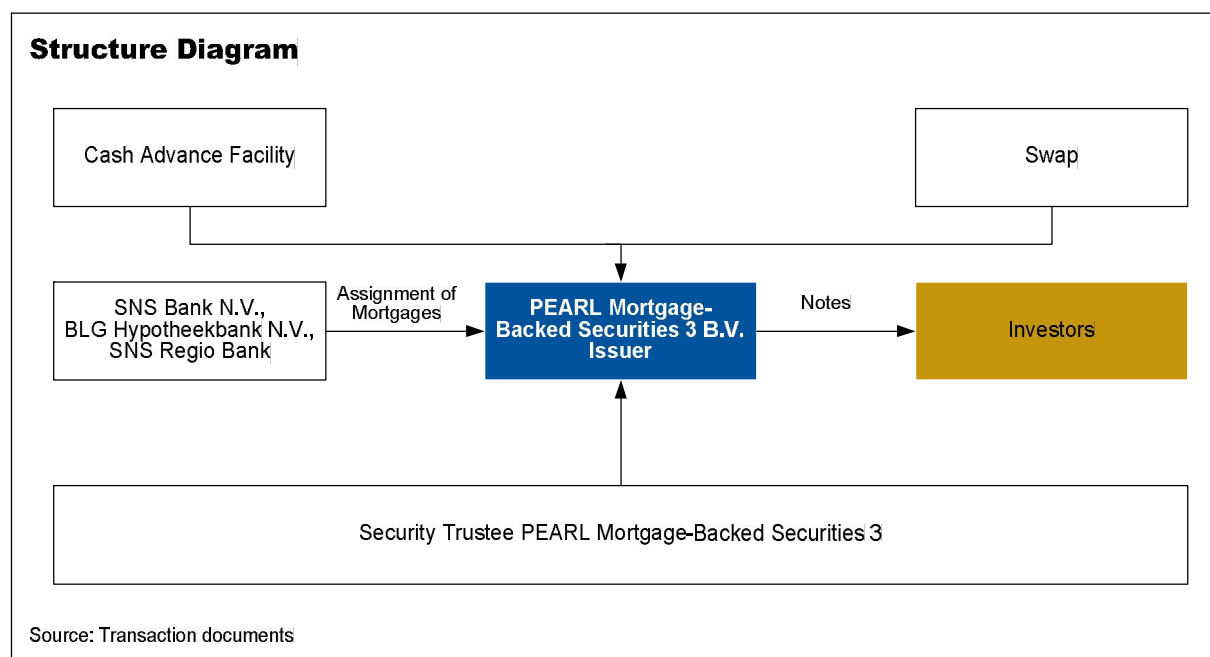 Structure Diagram
Cash Advance Facility
Swap
SNS Bank N.V.,
BLG Hypotheekbank N.V.,
SNS Regio Bank
Assignment of
Mortgages
PEARL Mortgage-
Backed Securities 3 B.V.
Issuer
Notes
Investors
Security Trustee PEARL Mortgage-Backed Securities 3
Source: Transaction documents